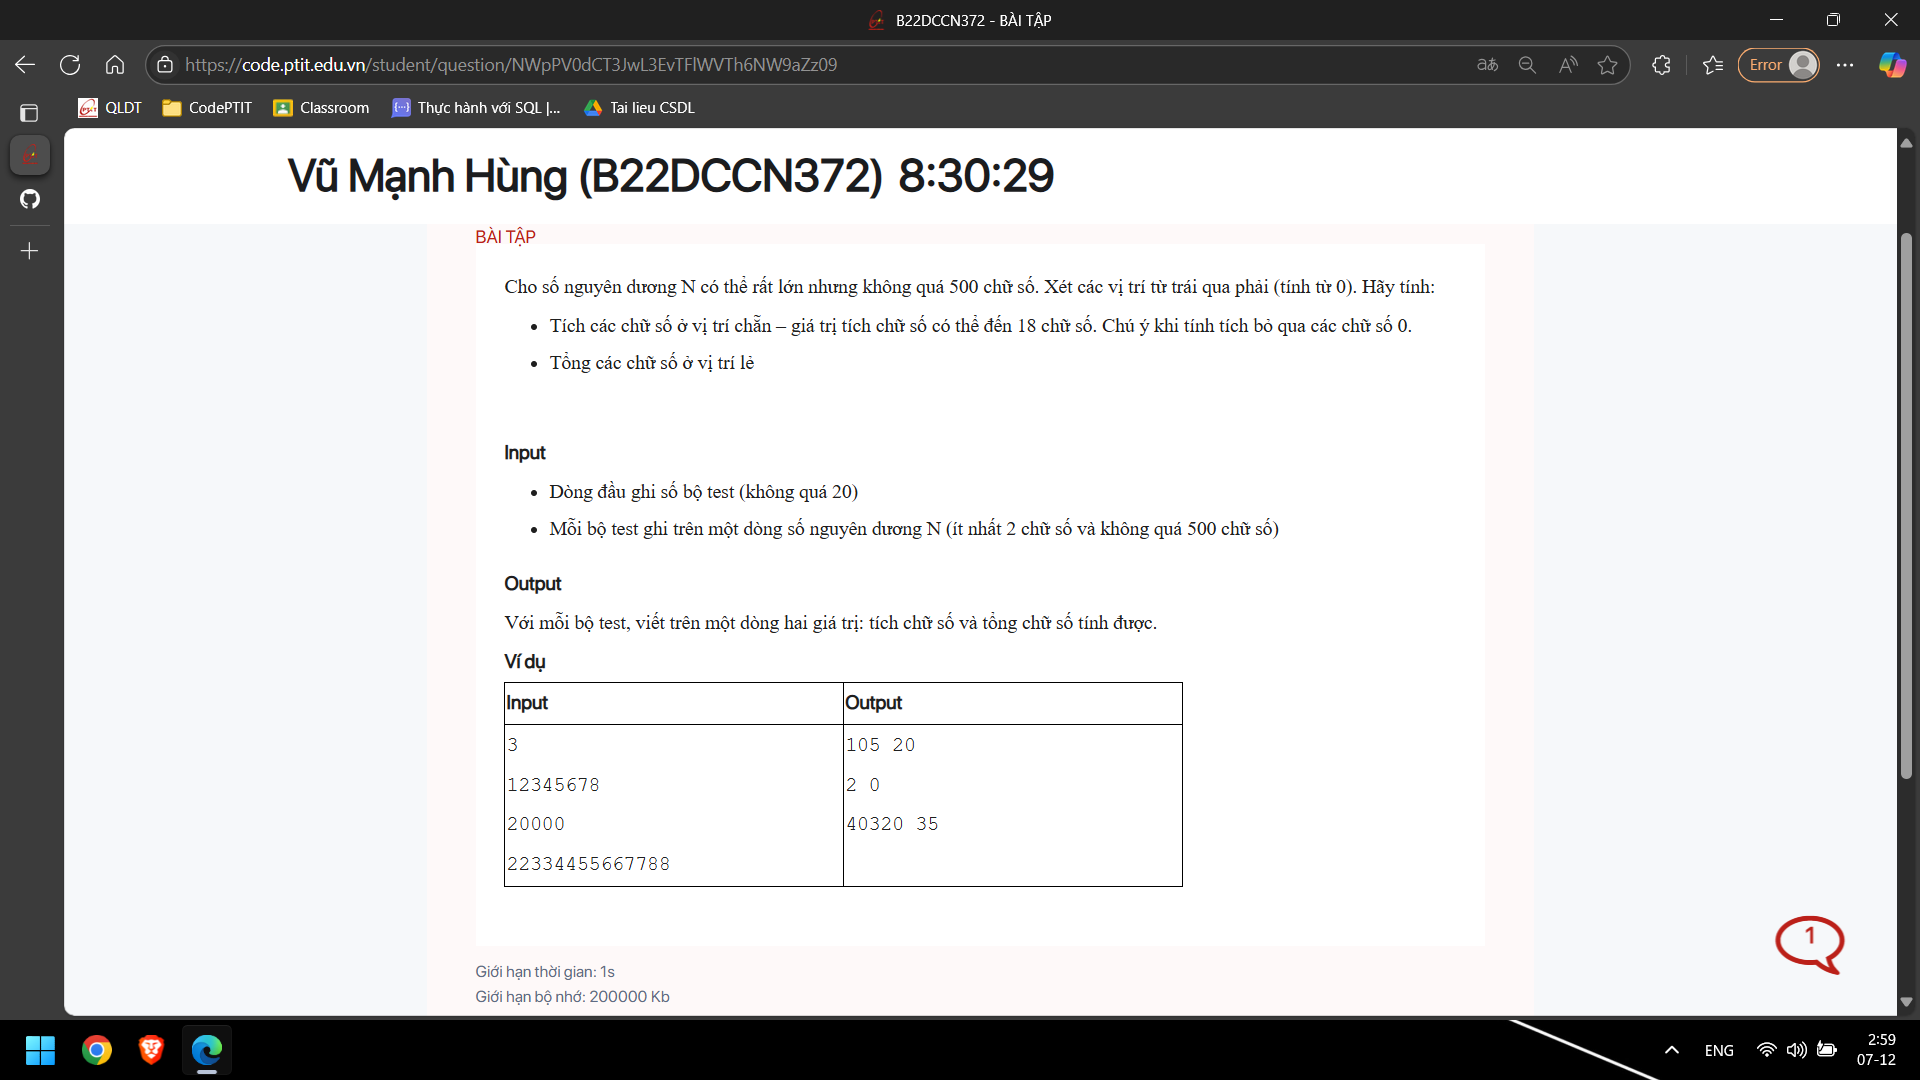 B22DCCN372 - BÀI TẬP
https://code.ptit.edu.vn/student/question/NWpPV0dCT3JwL3EvTFlWVTh6NW9aZz09
Error
QLDT
CodePTIT
Classroom
Thực hành với SQL |...
Tai lieu CSDL
Vũ Mạnh Hùng (B22DCCN372) 8:30:29
BÀI TẬP
Cho số nguyên dương N có thể rất lớn nhưng không quá 500 chữ số. Xét các vị trí từ trái qua phải (tính từ 0). Hãy tính:
Tích các chữ số ở vị trí chẵn – giá trị tích chữ số có thể đến 18 chữ số. Chú ý khi tính tích bỏ qua các chữ số 0.
Tổng các chữ số ở vị trí lẻ
Input
Dòng đầu ghi số bộ test (không quá 20)
Mỗi bộ test ghi trên một dòng số nguyên dương N (ít nhất 2 chữ số và không quá 500 chữ số)
Output
Với mỗi bộ test, viết trên một dòng hai giá trị: tích chữ số và tổng chữ số tính được.
Ví dụ
Input Output
3 105 20
12345678 2 0
20000 40320 35
22334455667788
1
Giới hạn thời gian: 1s
Giới hạn bộ nhớ: 200000 Kb
ENG
2:59
07-12